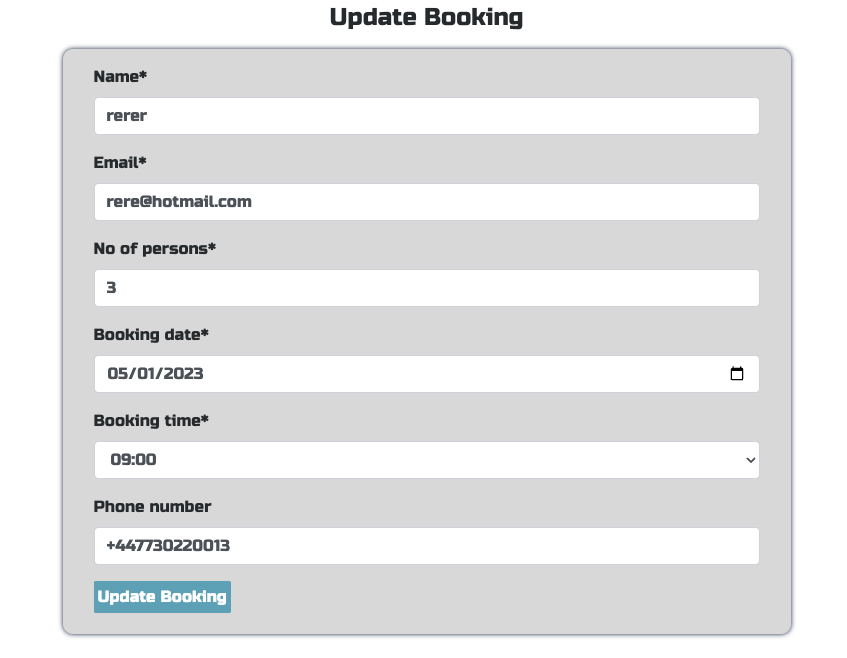 Update Booking
Name*
rerer
Email*
rere@hotmail.com
No of persons*
3
Booking date*
05/01/2023
Booking time*
09:00
Phone number
+447730220013
Update Booking